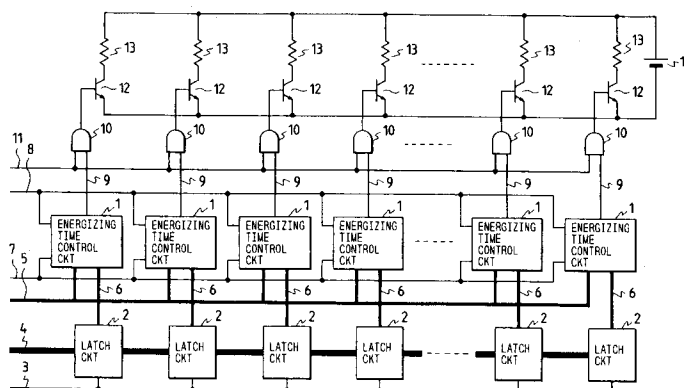 13 13 13 13 13 13
1
12 12 12 12 12 12
10 10 10 10 10 10
11
8
9 9 9 9 9 9
1 1 1 1 1 1
ENERGIZING TIME CONTROL CKT
ENERGIZING TIME CONTROL CKT
ENERGIZING TIME CONTROL CKT
ENERGIZING TIME CONTROL CKT
ENERGIZING TIME CONTROL CKT
ENERGIZING TIME CONTROL CKT
7
5
6 6 6 6 6 6
2 2 2 2 2 2
4
LATCH CKT
LATCH CKT
LATCH CKT
LATCH CKT
LATCH CKT
LATCH CKT
3